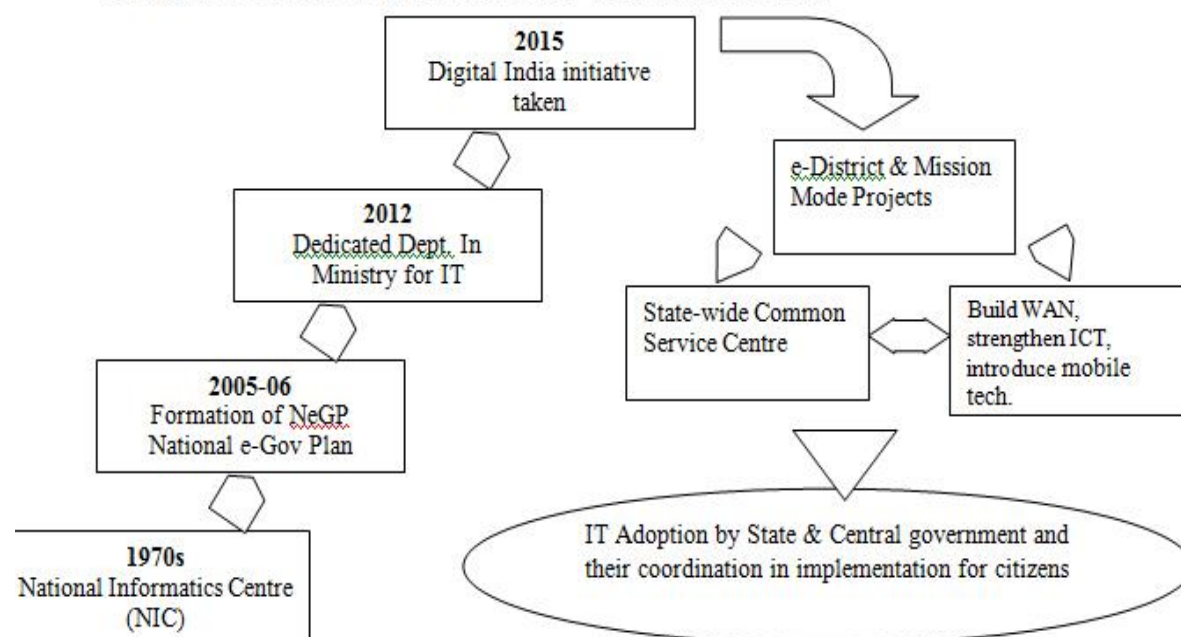 2015
Digital India initiative
taken
e-District & Mission
Mode Projects
2012
Dedicated Dept. In
Ministry for IT
State-wide Common
Service Centre
Build WAN,
strengthen ICT,
introduce mobile
tech.
2005-06
Formation of NeGP
National e-Gov Plan
IT Adoption by State & Central government and
their coordination in implementation for citizens
1970s
National Informatics Centre
(NIC)